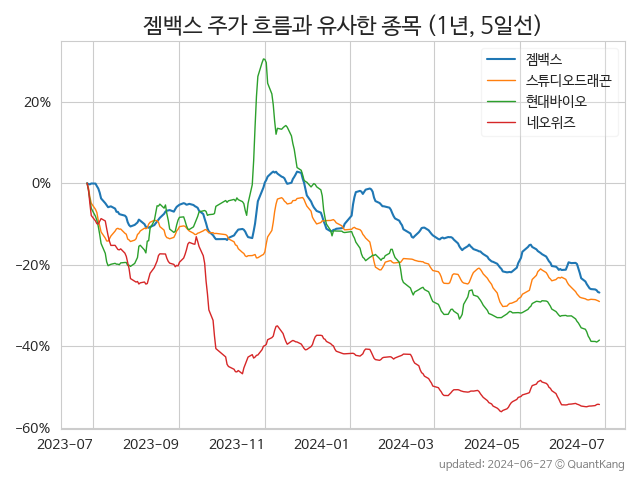 젬백스 주가 흐름과 유사한 종목 (1년, 5일선)
젬백스
스튜디오드래곤
현대바이오
네오위즈
20%
0%
−20%
−40%
−60%
2023-07 2023-09 2023-11 2024-01 2024-03 2024-05 2024-07
updated: 2024-06-27 © QuantKang